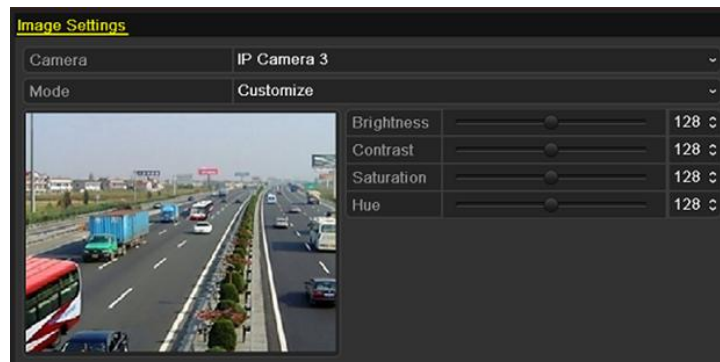 Image Settings
Camera IP Camera 3
Mode Customize
Brightness 128
Contrast 128
Saturation 128
Hue 128